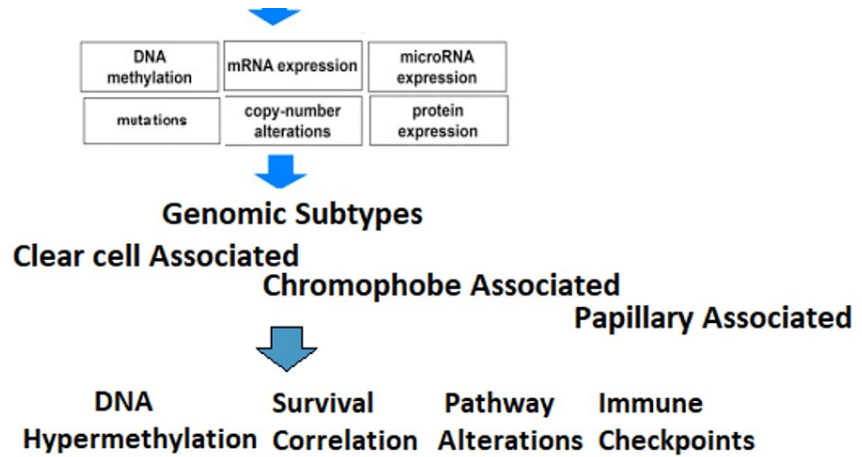 DNA methylation
mRNA expression
microRNA expression
mutations
copy-number alterations
protein expression
Genomic Subtypes
Clear cell Associated
Chromophobe Associated
Papillary Associated
DNA Hypermethylation
Survival Correlation
Pathway Alterations
Immune Checkpoints